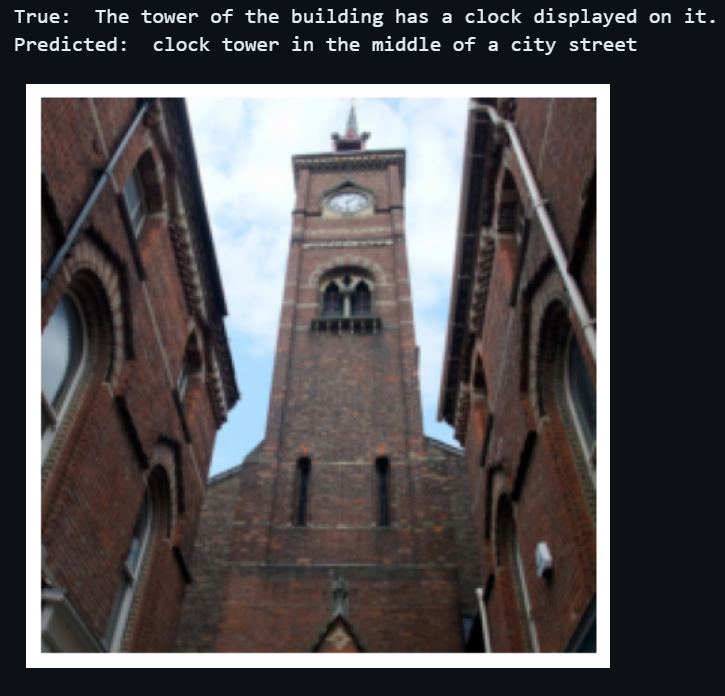 True:  The tower of the building has a clock displayed on it.
Predicted:  clock tower in the middle of a city street